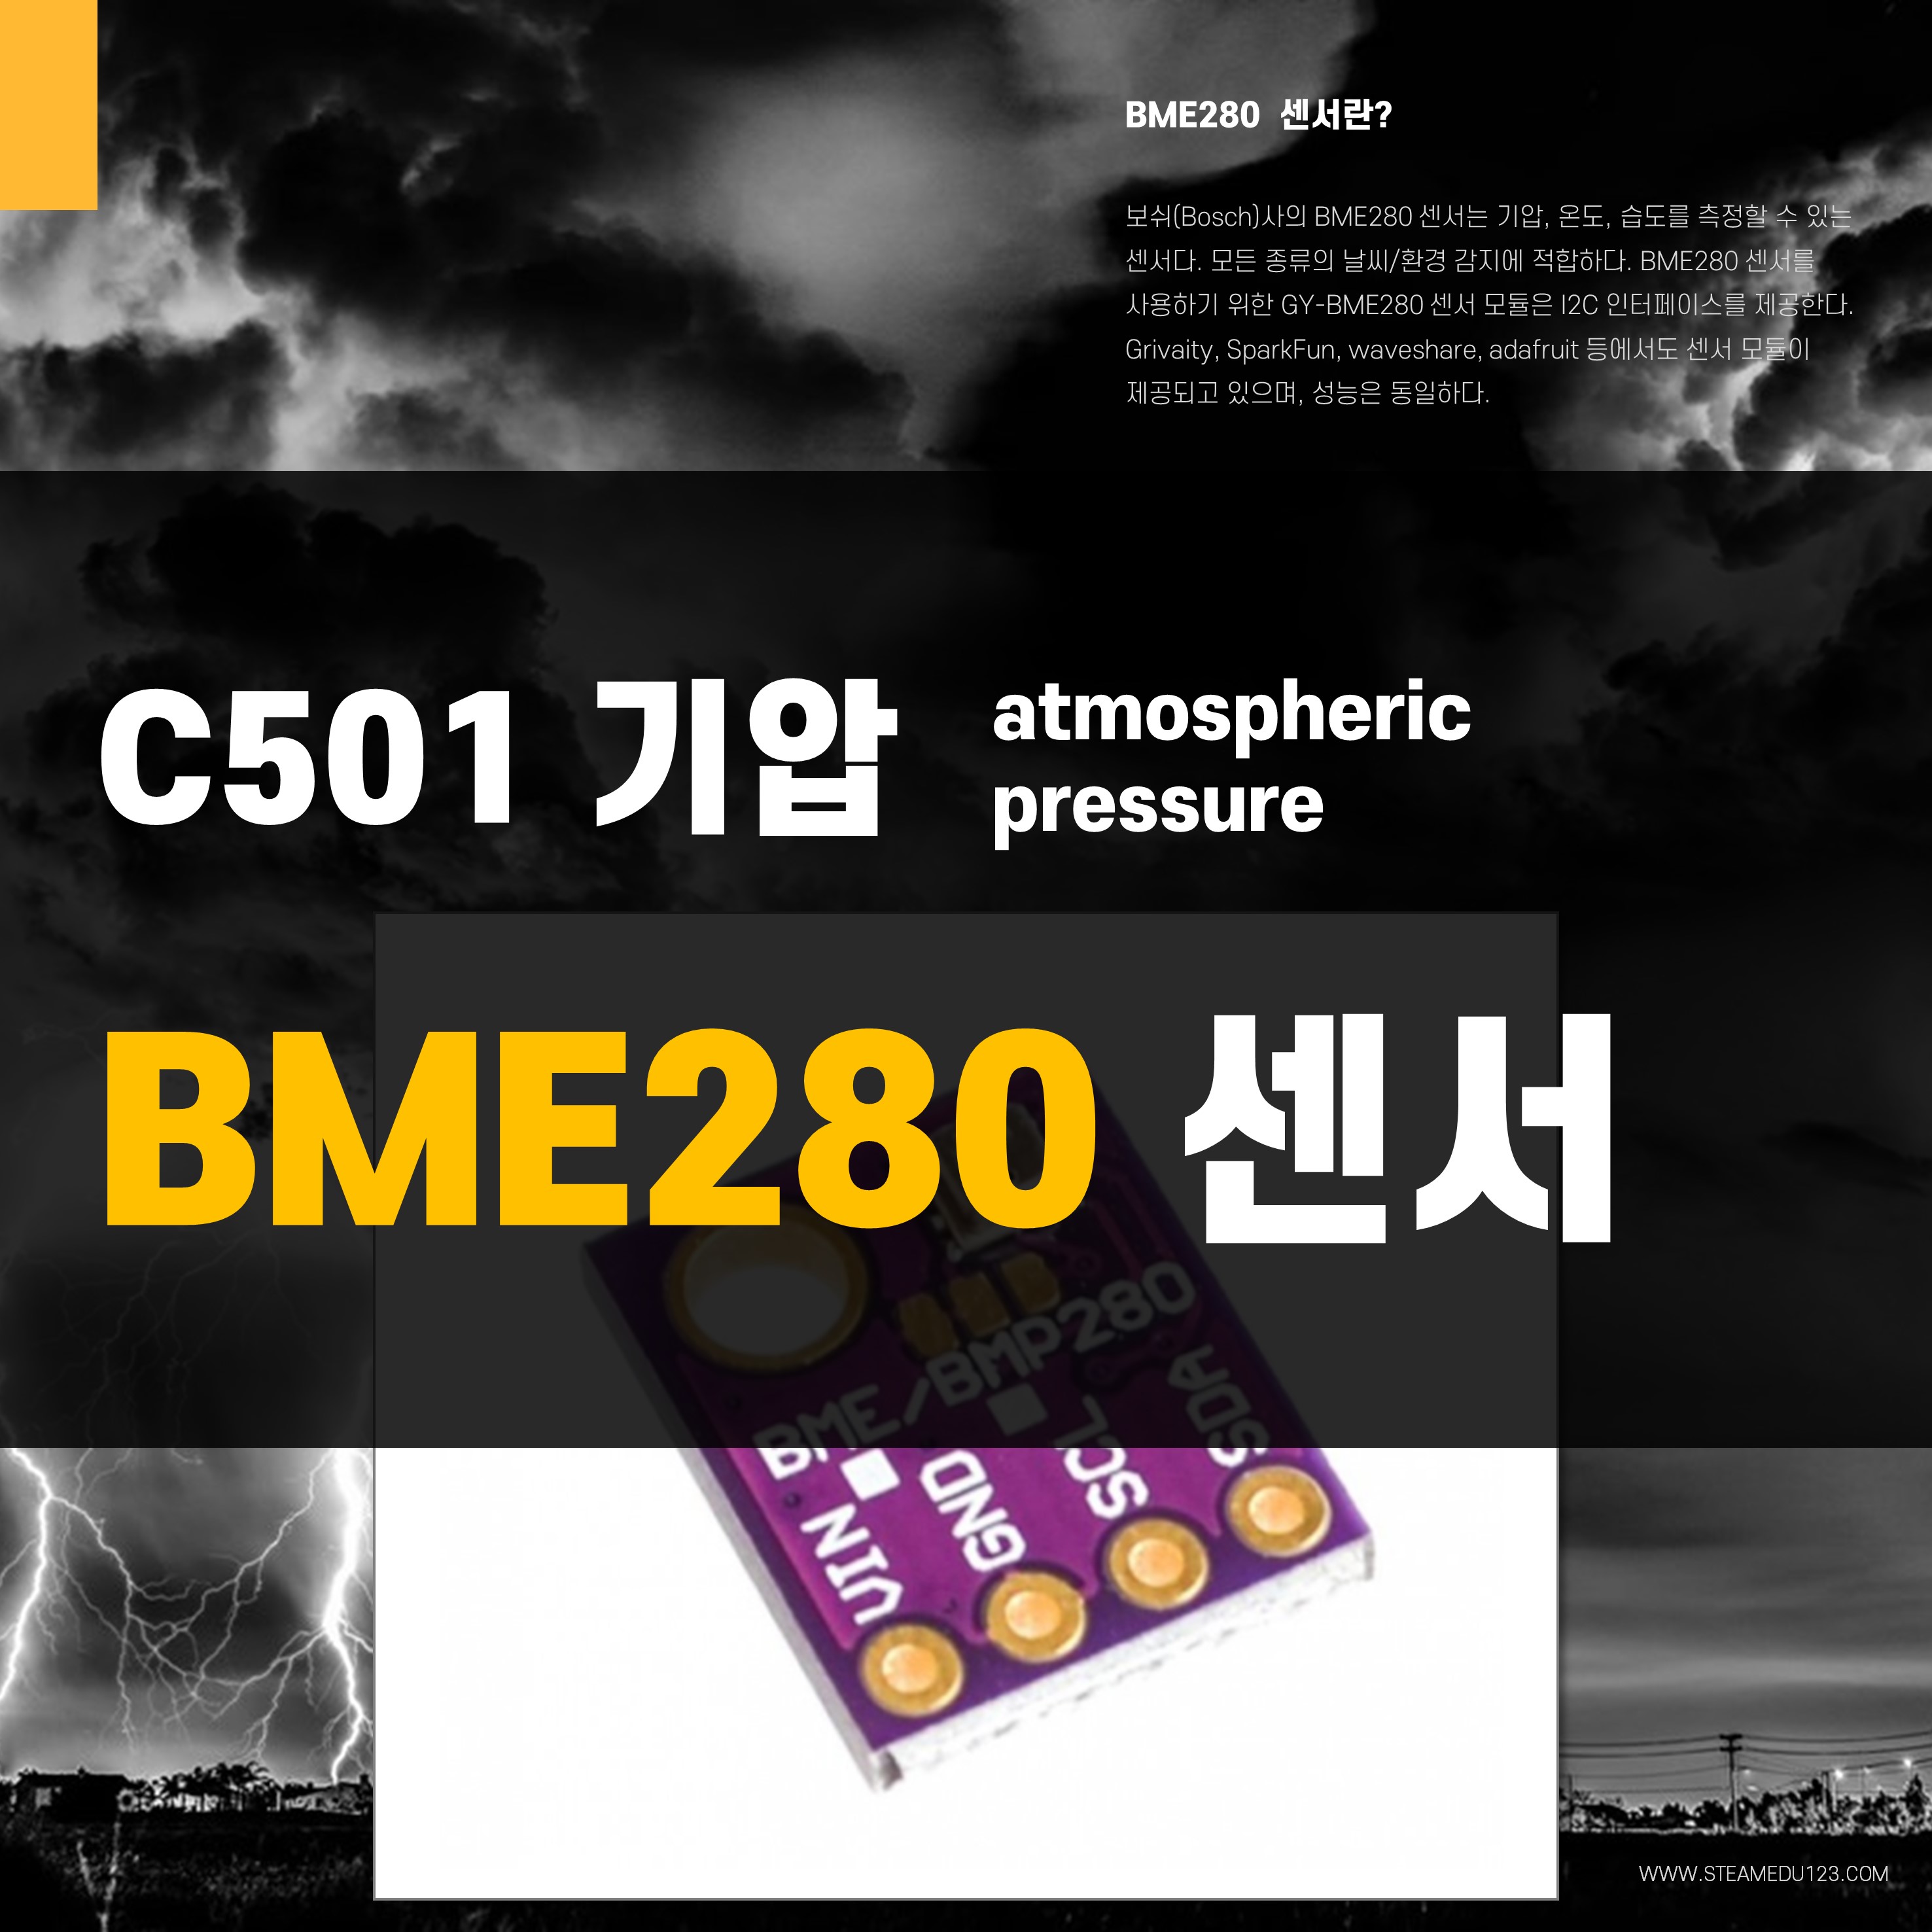 BME280 센서란?
보쉬(Bosch)사의 BME280 센서는 기압, 온도, 습도를 측정할 수 있는
센서다. 모든 종류의 날씨/환경 감지에 적합하다. BME280 센서를
사용하기 위한 GY-BME280 센서 모듈은 I2C 인터페이스를 제공한다.
Grivaity, SparkFun, waveshare, adafruit 등에서도 센서 모듈이
제공되고 있으며, 성능은 동일하다.
C501 기압
atmospheric
pressure
BME280 센서
BME/BMP280
VIN GND SCL SDA
WWW.STEAMEDU123.COM